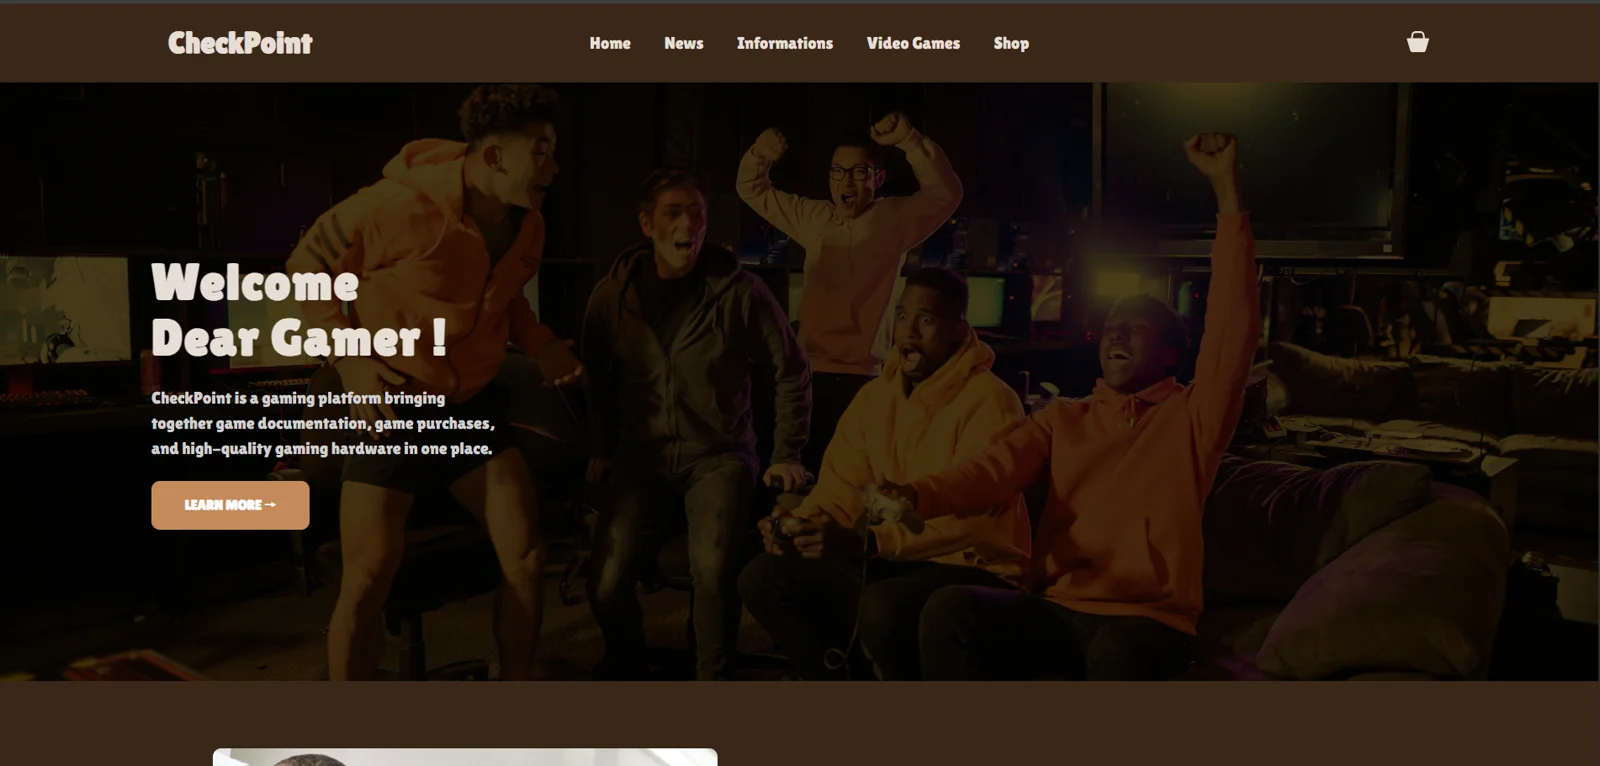 CheckPoint
Home News Informations Video Games Shop
Welcome
Dear Gamer !
CheckPoint is a gaming platform bringing
together game documentation, game purchases,
and high-quality gaming hardware in one place.
LEARN MORE →